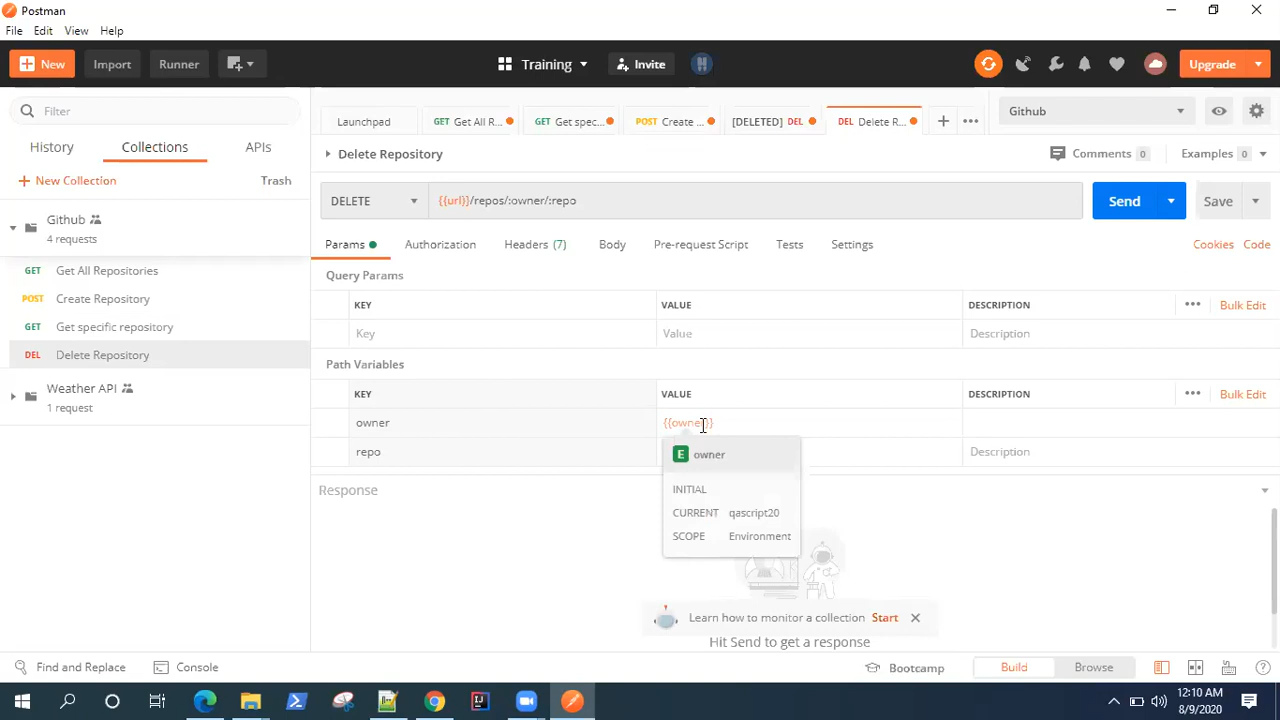 Postman
File Edit View Help
New Import Runner Training Invite Upgrade
Filter
Launchpad GET Get All R... GET Get spec... POST Create ... [DELETED] DEL DEL Delete R... Github
History Collections APIs
Delete Repository Comments 0 Examples 0
New Collection Trash
DELETE {{url}}/repos/:owner/:repo Send Save
Github
4 requests
Params Authorization Headers (7) Body Pre-request Script Tests Settings Cookies Code
GET Get All Repositories
Query Params
POST Create Repository
KEY VALUE DESCRIPTION Bulk Edit
GET Get specific repository
Key Value Description
DEL Delete Repository
Path Variables
Weather API
1 request
KEY VALUE DESCRIPTION Bulk Edit
owner {{owner}}
repo Description
E owner
INITIAL
CURRENT qascript20
SCOPE Environment
Response
Learn how to monitor a collection Start
Hit Send to get a response
Find and Replace Console Bootcamp Build Browse
12:10 AM
8/9/2020